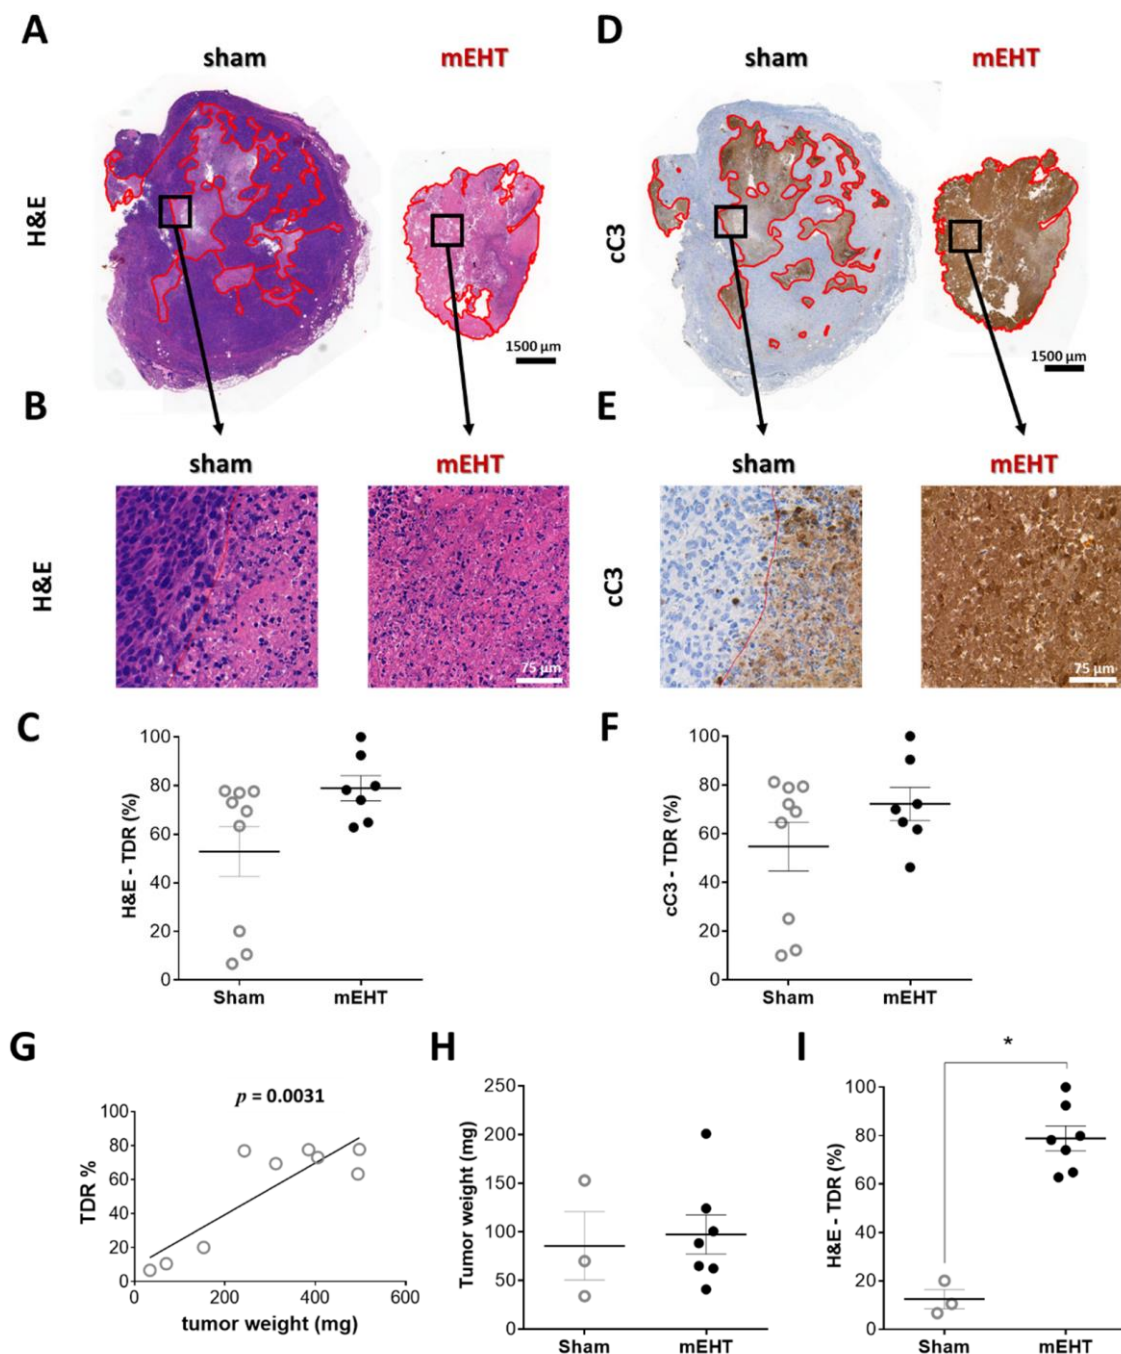 A
sham
mEHT
H&E
1500 µm
D
sham
mEHT
cC3
1500 µm
B
sham
mEHT
H&E
75 µm
E
sham
mEHT
cC3
75 µm
C
H&E - TDR (%)
100
80
60
40
20
0
Sham
mEHT
F
cC3 - TDR (%)
100
80
60
40
20
0
Sham
mEHT
G
p = 0.0031
TDR %
100
80
60
40
20
0
0
200
400
600
tumor weight (mg)
H
Tumor weight (mg)
250
200
150
100
50
0
Sham
mEHT
I
*
H&E - TDR (%)
100
80
60
40
20
0
Sham
mEHT